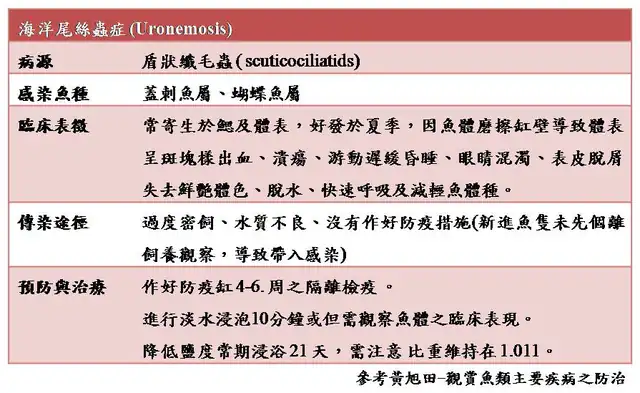 海洋尾絲蟲症(Uronemosis)
病源 盾狀纖毛蟲(scuticociliatids)
感染魚種 蓋刺魚屬、蝴蝶魚屬
臨床表徵 常寄生於鰓及體表，好發於夏季，因魚體磨擦缸壁導致體表
呈斑塊樣出血、潰瘍、游動遲緩昏睡、眼睛混濁、表皮脫屑
失去鮮艷體色、脫水、快速呼吸及減輕魚體種。
傳染途徑 過度密飼、水質不良、沒有作好防疫措施(新進魚隻未先個離
飼養觀察，導致帶入感染)
預防與治療 作好防疫缸4-6.周之隔離檢疫。
進行淡水浸泡10分鐘或但需觀察魚體之臨床表現。
降低鹽度常期浸浴21天，需注意比重維持在1.011。
參考黃旭田-觀賞魚類主要疾病之防治